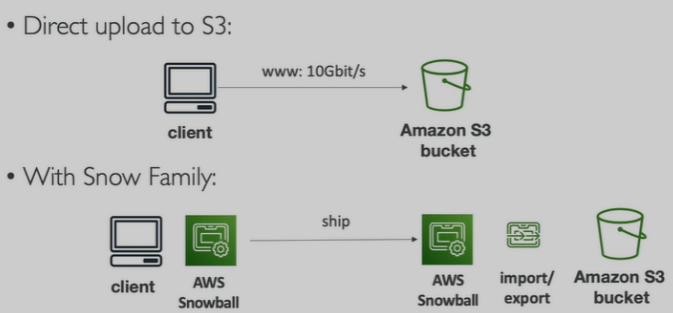 • Direct upload to S3:
www: 10Gbit/s
client
Amazon S3
bucket
• With Snow Family:
ship
client
AWS
Snowball
AWS
Snowball
import/
export
Amazon S3
bucket